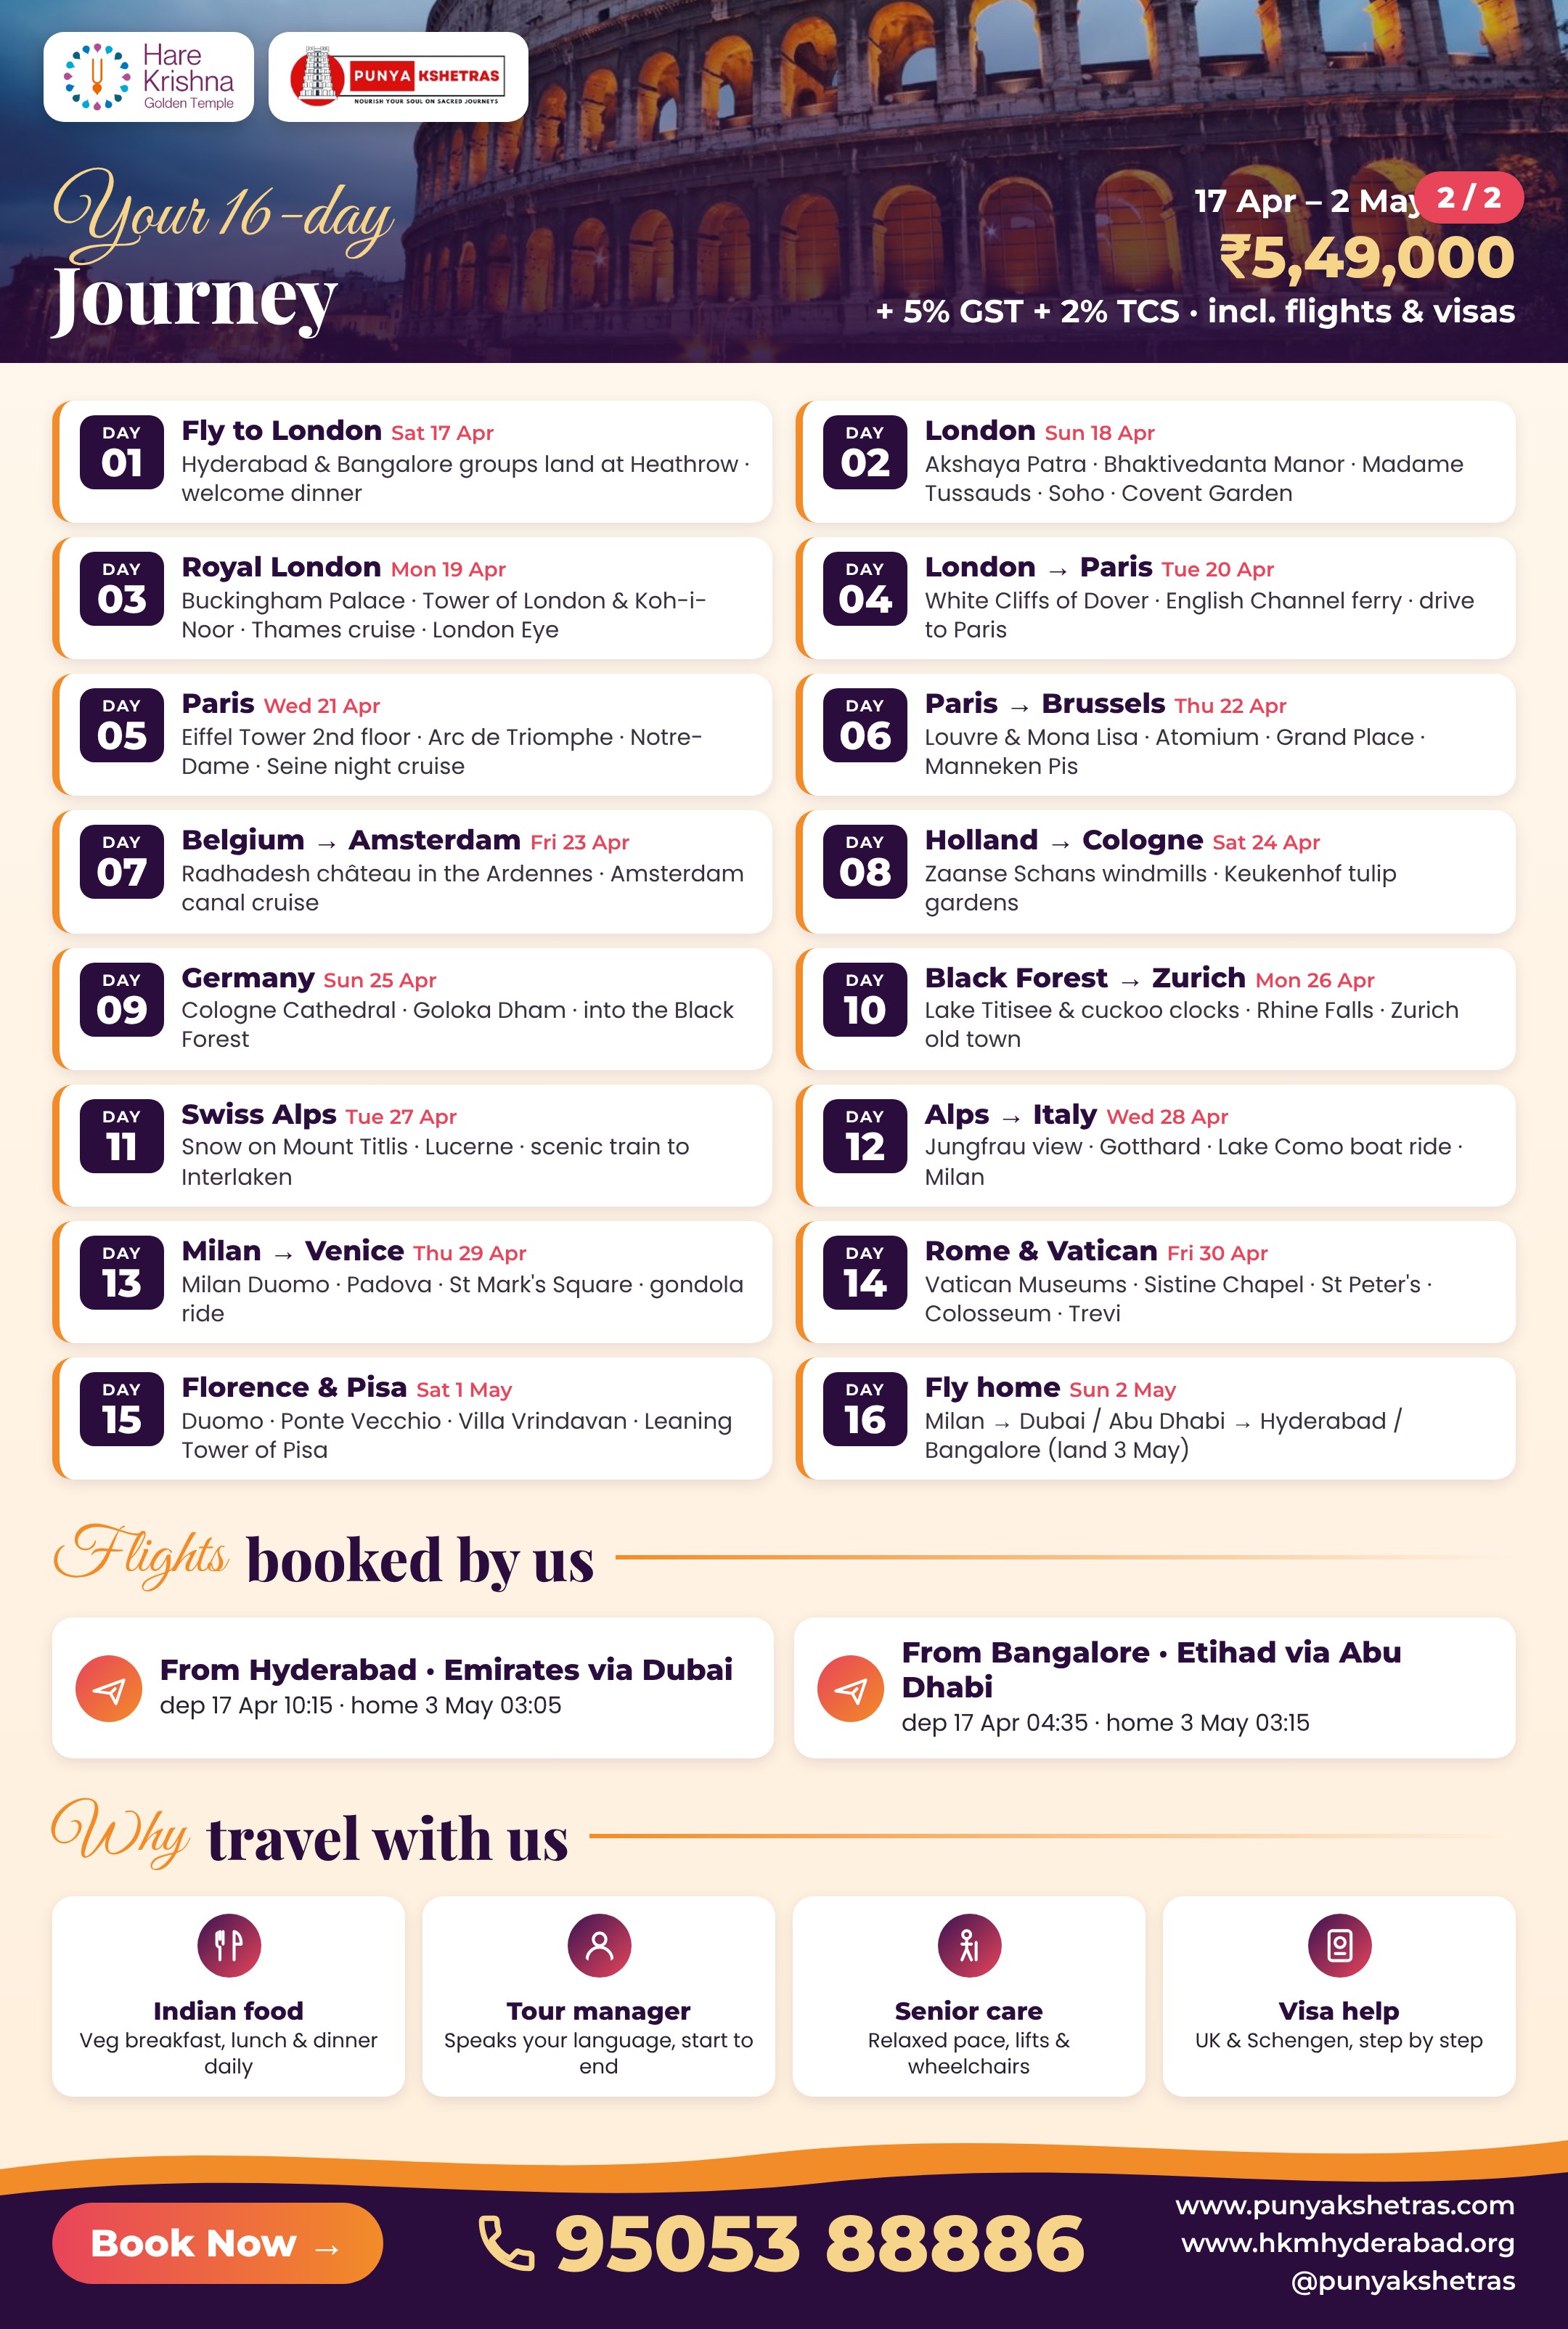 Hare
Krishna
Golden Temple
PUNYA KSHETRAS
NOURISH YOUR SOUL ON SACRED JOURNEYS
Your 16-day
Journey
17 Apr – 2 May
2 / 2
₹5,49,000
+ 5% GST + 2% TCS · incl. flights & visas
DAY
01
Fly to London Sat 17 Apr
Hyderabad & Bangalore groups land at Heathrow ·
welcome dinner
DAY
02
London Sun 18 Apr
Akshaya Patra · Bhaktivedanta Manor · Madame
Tussauds · Soho · Covent Garden
DAY
03
Royal London Mon 19 Apr
Buckingham Palace · Tower of London & Koh-i-
Noor · Thames cruise · London Eye
DAY
04
London → Paris Tue 20 Apr
White Cliffs of Dover · English Channel ferry · drive
to Paris
DAY
05
Paris Wed 21 Apr
Eiffel Tower 2nd floor · Arc de Triomphe · Notre-
Dame · Seine night cruise
DAY
06
Paris → Brussels Thu 22 Apr
Louvre & Mona Lisa · Atomium · Grand Place ·
Manneken Pis
DAY
07
Belgium → Amsterdam Fri 23 Apr
Radhadesh château in the Ardennes · Amsterdam
canal cruise
DAY
08
Holland → Cologne Sat 24 Apr
Zaanse Schans windmills · Keukenhof tulip
gardens
DAY
09
Germany Sun 25 Apr
Cologne Cathedral · Goloka Dham · into the Black
Forest
DAY
10
Black Forest → Zurich Mon 26 Apr
Lake Titisee & cuckoo clocks · Rhine Falls · Zurich
old town
DAY
11
Swiss Alps Tue 27 Apr
Snow on Mount Titlis · Lucerne · scenic train to
Interlaken
DAY
12
Alps → Italy Wed 28 Apr
Jungfrau view · Gotthard · Lake Como boat ride ·
Milan
DAY
13
Milan → Venice Thu 29 Apr
Milan Duomo · Padova · St Mark's Square · gondola
ride
DAY
14
Rome & Vatican Fri 30 Apr
Vatican Museums · Sistine Chapel · St Peter's ·
Colosseum · Trevi
DAY
15
Florence & Pisa Sat 1 May
Duomo · Ponte Vecchio · Villa Vrindavan · Leaning
Tower of Pisa
DAY
16
Fly home Sun 2 May
Milan → Dubai / Abu Dhabi → Hyderabad /
Bangalore (land 3 May)
Flights booked by us
From Hyderabad · Emirates via Dubai
dep 17 Apr 10:15 · home 3 May 03:05
From Bangalore · Etihad via Abu
Dhabi
dep 17 Apr 04:35 · home 3 May 03:15
Why travel with us
Indian food
Veg breakfast, lunch & dinner
daily
Tour manager
Speaks your language, start to
end
Senior care
Relaxed pace, lifts &
wheelchairs
Visa help
UK & Schengen, step by step
Book Now →
95053 88886
www.punyakshetras.com
www.hkmhyderabad.org
@punyakshetras